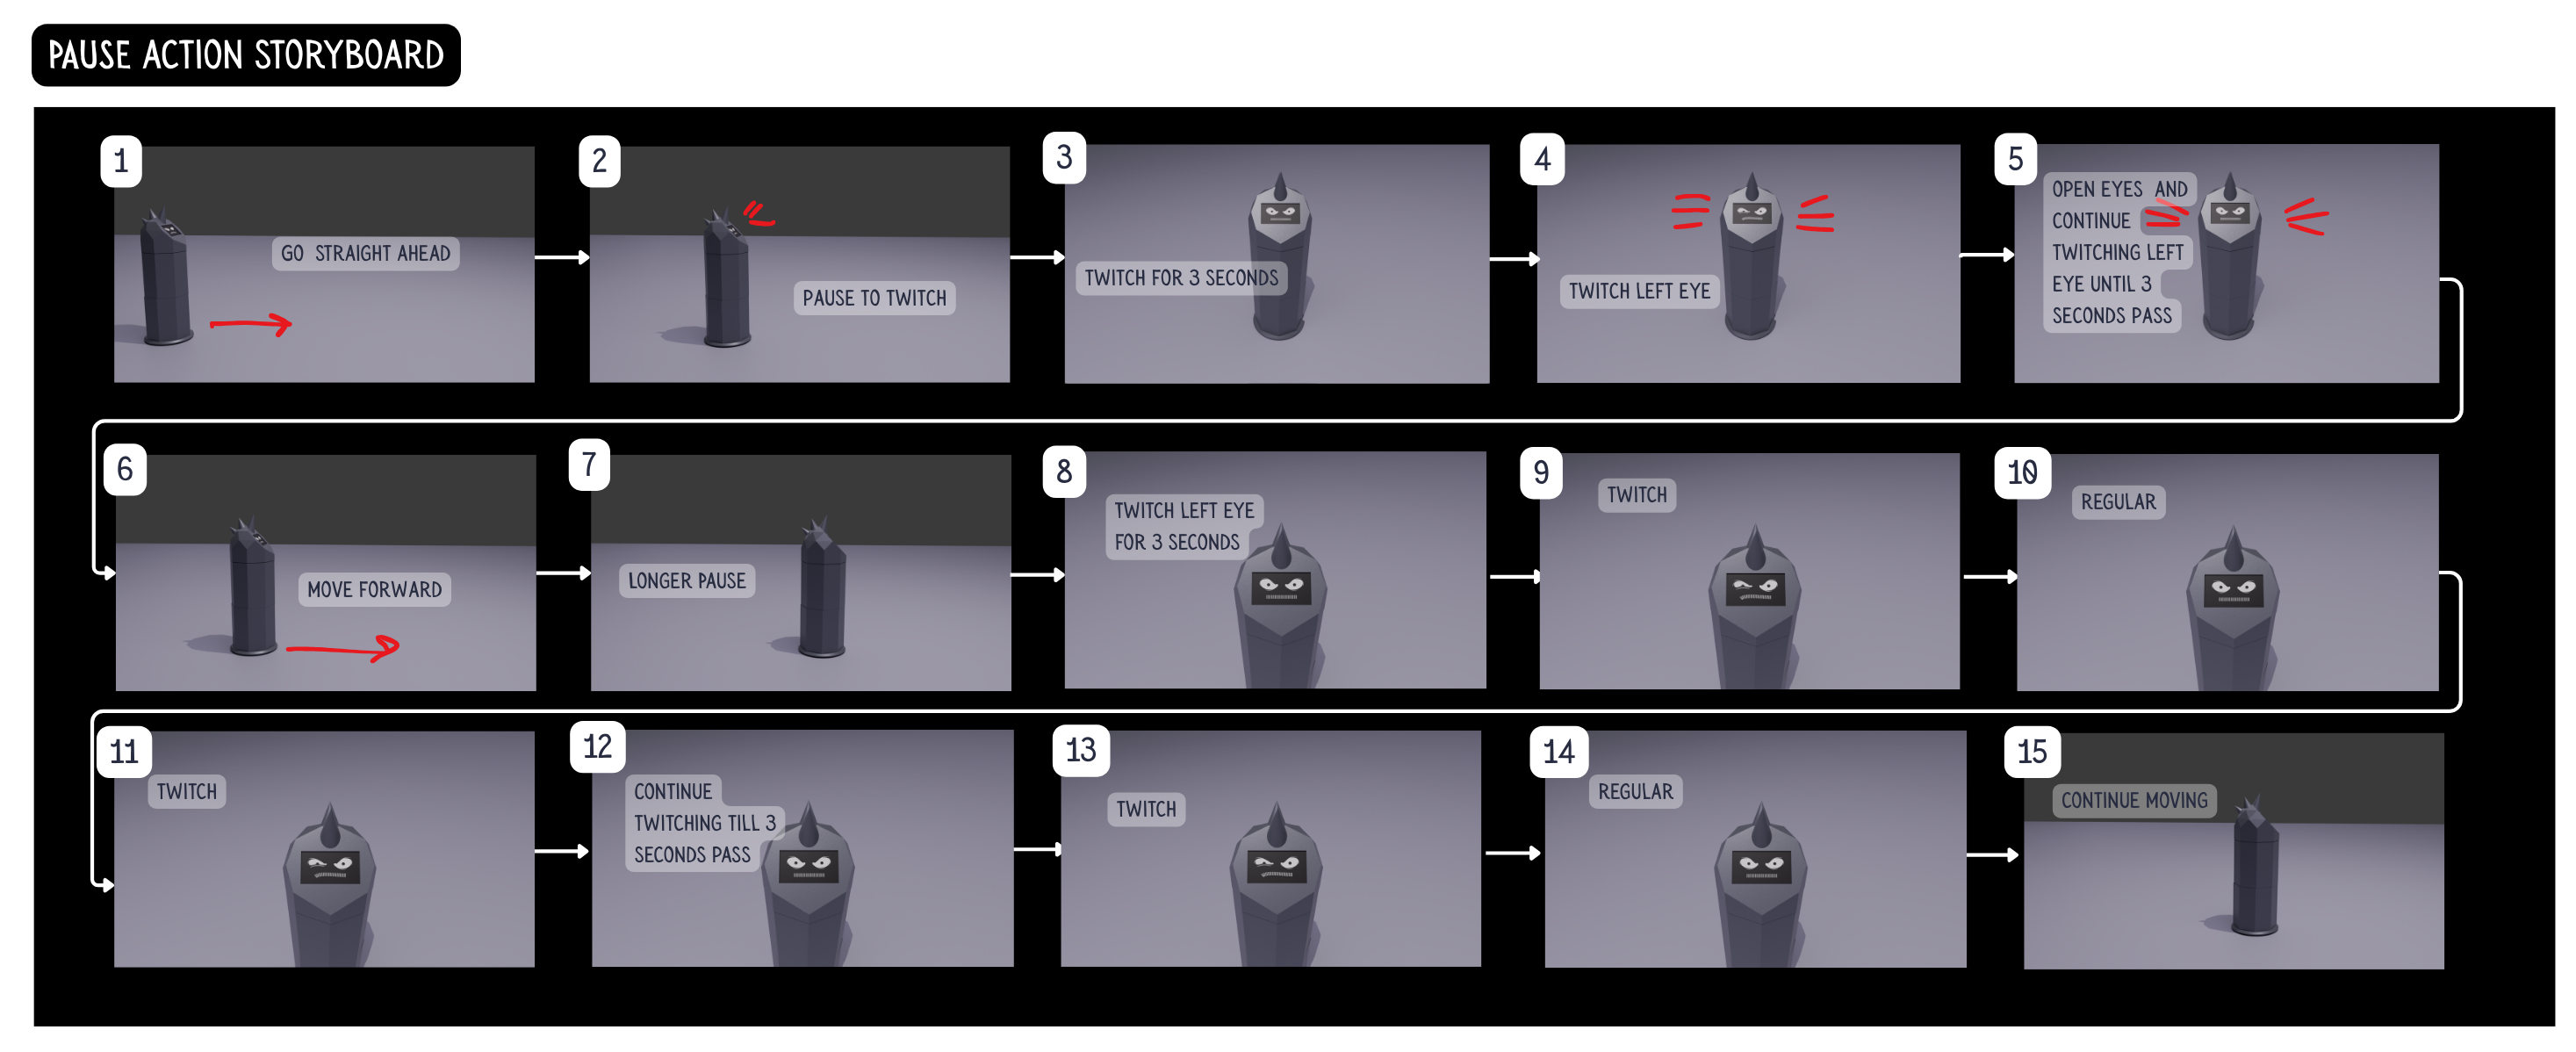 PAUSE ACTION STORYBOARD
1
GO STRAIGHT AHEAD
2
PAUSE TO TWITCH
3
TWITCH FOR 3 SECONDS
4
TWITCH LEFT EYE
5
OPEN EYES AND
CONTINUE
TWITCHING LEFT
EYE UNTIL 3
SECONDS PASS
6
MOVE FORWARD
7
LONGER PAUSE
8
TWITCH LEFT EYE
FOR 3 SECONDS
9
TWITCH
10
REGULAR
11
TWITCH
12
CONTINUE
TWITCHING TILL 3
SECONDS PASS
13
TWITCH
14
REGULAR
15
CONTINUE MOVING